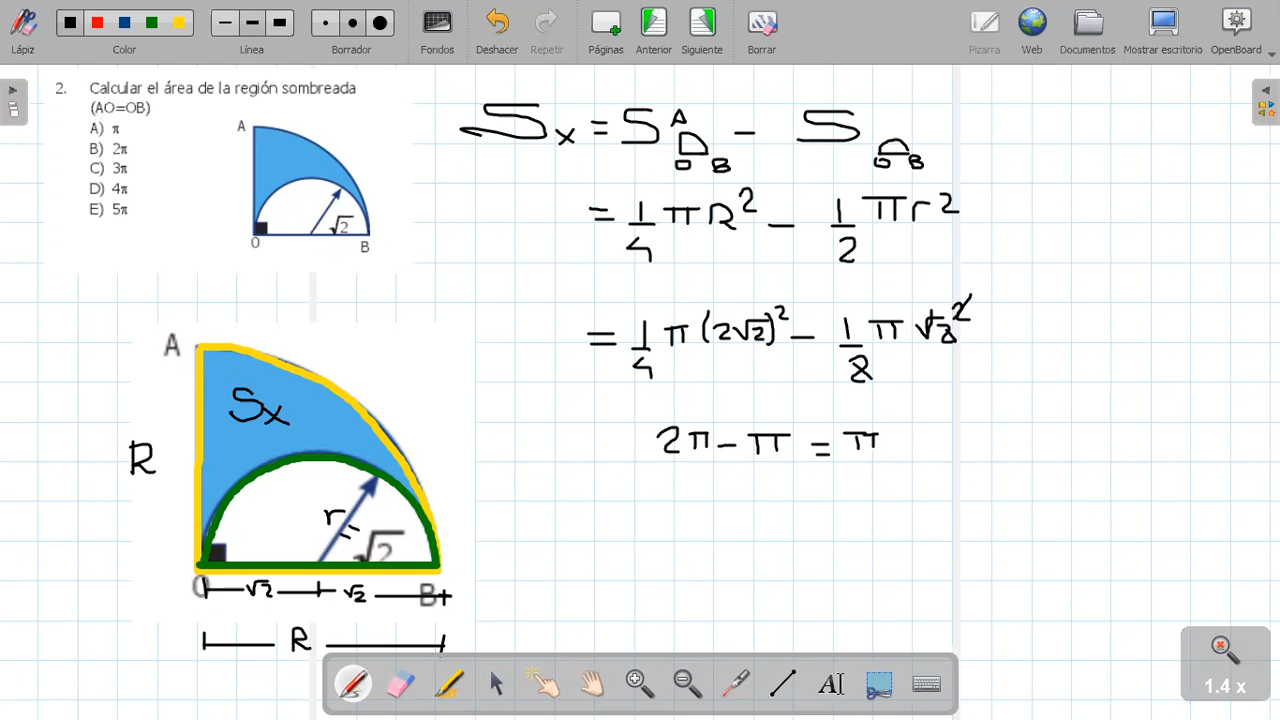 Lápiz Color Línea Borrador Fondos Deshacer Repetir Páginas Anterior Siguiente Borrar Pizarra Web Documentos Mostrar escritorio OpenBoard
2. Calcular el área de la región sombreada
(AO=OB)
A) π
B) 2π
C) 3π
D) 4π
E) 5π
A
√2
O B
Sx = S A O B - S O B
= 1/4 πR² - 1/2 πr²
= 1/4 π (2√2)² - 1/2 π √2²
2π - π = π
A
Sx
R
r = √2
O B
√2 √2
R
1.4 x